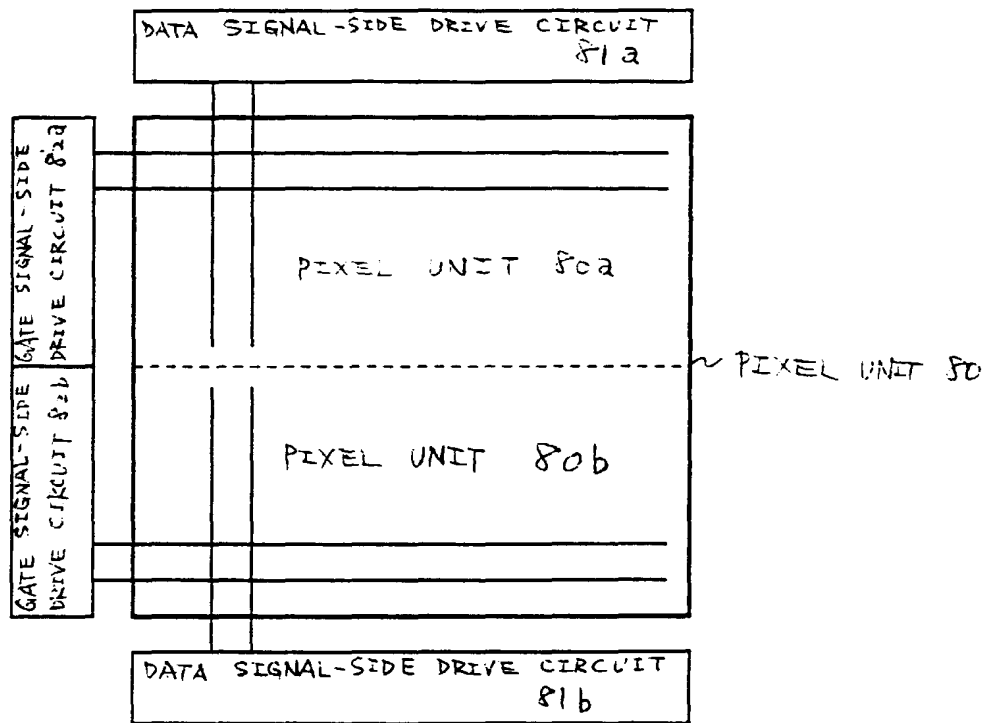 DATA SIGNAL-SIDE DRIVE CIRCUIT
81a
GATE SIGNAL-SIDE
DRIVE CIRCUIT 82a
PIXEL UNIT 80a
PIXEL UNIT 80
GATE SIGNAL-SIDE
DRIVE CIRCUIT 82b
PIXEL UNIT 80b
DATA SIGNAL-SIDE DRIVE CIRCUIT
81b